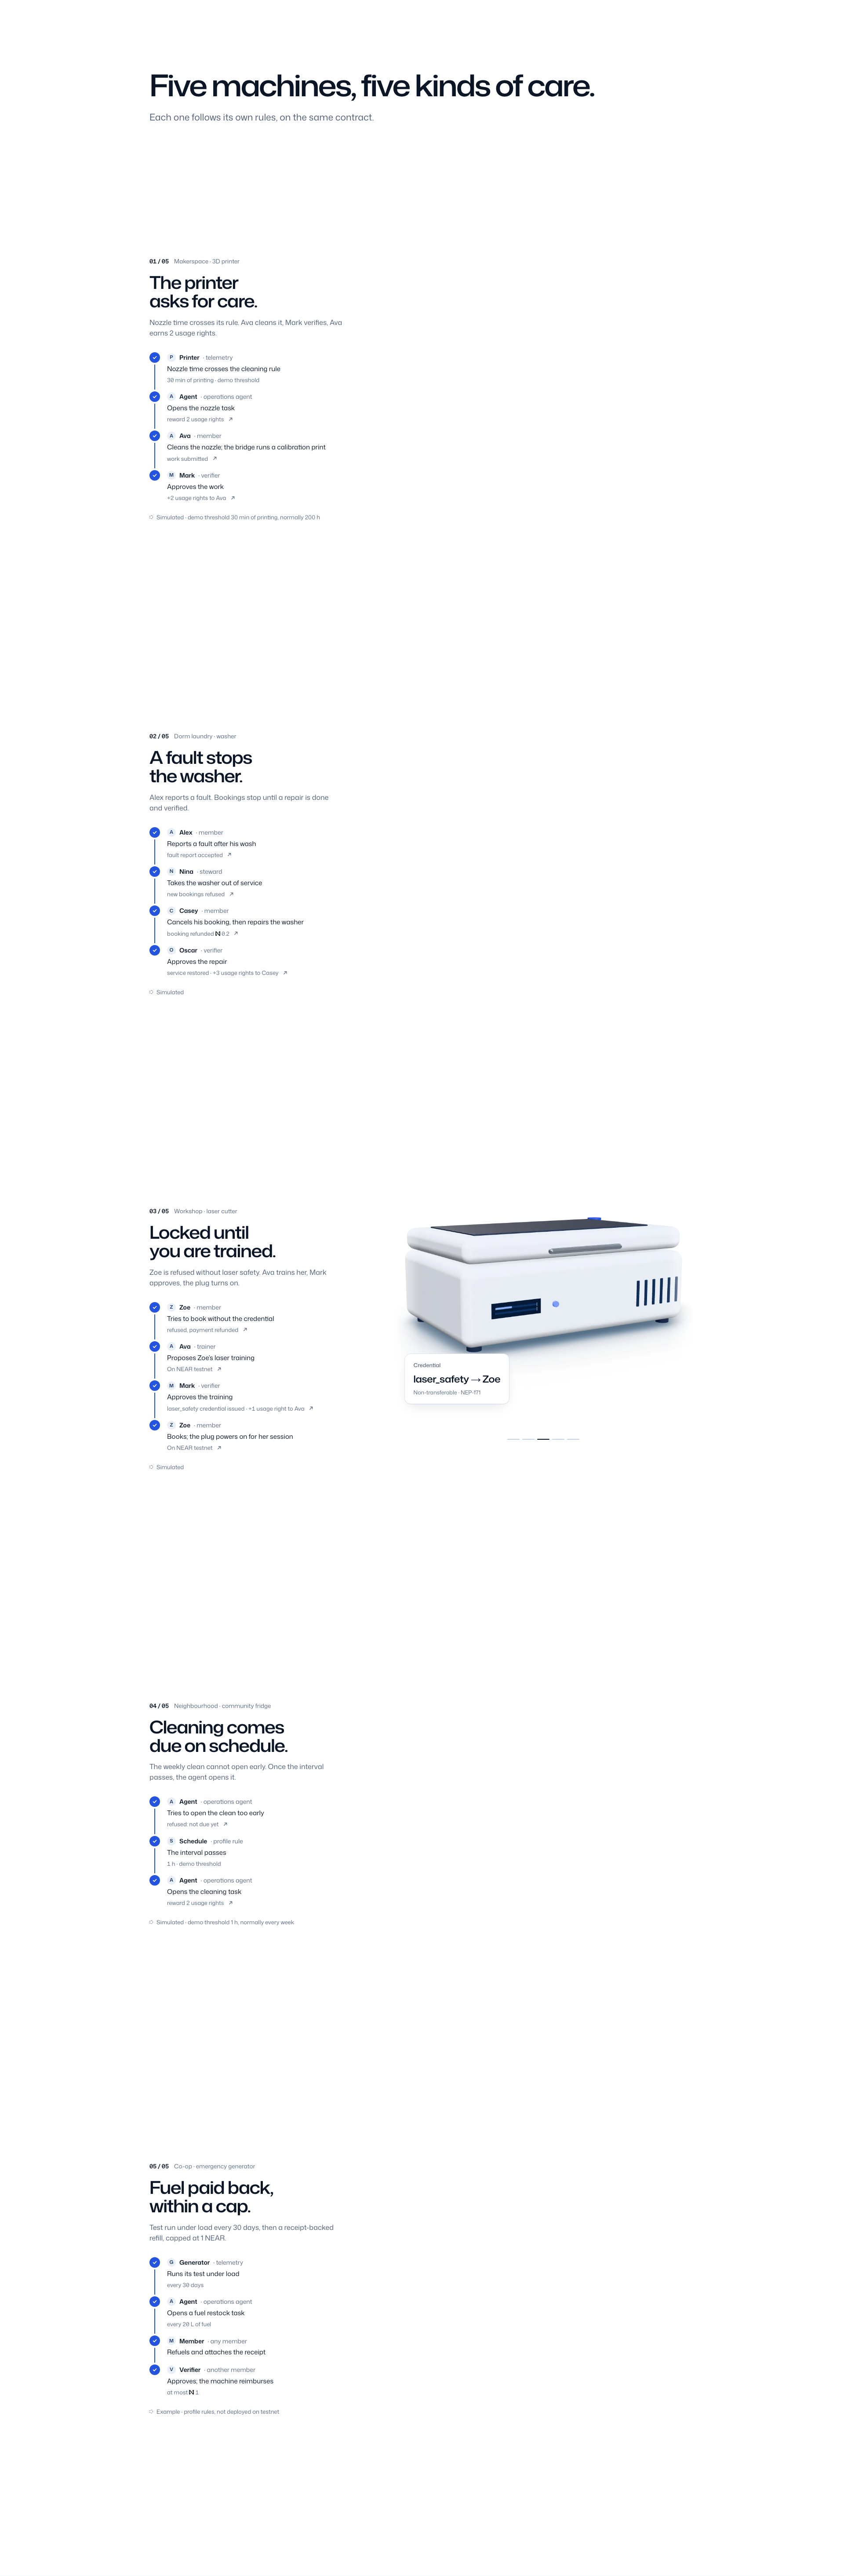 Five machines, five kinds of care.
Each one follows its own rules, on the same contract.
01 / 05 Makerspace · 3D printer
The printer
asks for care.
Nozzle time crosses its rule. Ava cleans it, Mark verifies, Ava
earns 2 usage rights.
P Printer · telemetry
Nozzle time crosses the cleaning rule
30 min of printing · demo threshold
A Agent · operations agent
Opens the nozzle task
reward 2 usage rights ↗
A Ava · member
Cleans the nozzle; the bridge runs a calibration print
work submitted ↗
M Mark · verifier
Approves the work
+2 usage rights to Ava ↗
Simulated · demo threshold 30 min of printing, normally 200 h
02 / 05 Dorm laundry · washer
A fault stops
the washer.
Alex reports a fault. Bookings stop until a repair is done
and verified.
A Alex · member
Reports a fault after his wash
fault report accepted ↗
N Nina · steward
Takes the washer out of service
new bookings refused ↗
C Casey · member
Cancels his booking, then repairs the washer
booking refunded N 0.2 ↗
O Oscar · verifier
Approves the repair
service restored · +3 usage rights to Casey ↗
Simulated
03 / 05 Workshop · laser cutter
Locked until
you are trained.
Zoe is refused without laser safety. Ava trains her, Mark
approves, the plug turns on.
Z Zoe · member
Tries to book without the credential
refused, payment refunded ↗
A Ava · trainer
Proposes Zoe's laser training
On NEAR testnet ↗
M Mark · verifier
Approves the training
laser_safety credential issued · +1 usage right to Ava ↗
Z Zoe · member
Books; the plug powers on for her session
On NEAR testnet ↗
Simulated
Credential
laser_safety → Zoe
Non-transferable · NEP-171
04 / 05 Neighbourhood · community fridge
Cleaning comes
due on schedule.
The weekly clean cannot open early. Once the interval
passes, the agent opens it.
A Agent · operations agent
Tries to open the clean too early
refused: not due yet ↗
S Schedule · profile rule
The interval passes
1 h · demo threshold
A Agent · operations agent
Opens the cleaning task
reward 2 usage rights ↗
Simulated · demo threshold 1 h, normally every week
05 / 05 Co-op · emergency generator
Fuel paid back,
within a cap.
Test run under load every 30 days, then a receipt-backed
refill, capped at 1 NEAR.
G Generator · telemetry
Runs its test under load
every 30 days
A Agent · operations agent
Opens a fuel restock task
every 20 L of fuel
M Member · any member
Refuels and attaches the receipt
V Verifier · another member
Approves; the machine reimburses
at most N 1
Example · profile rules, not deployed on testnet